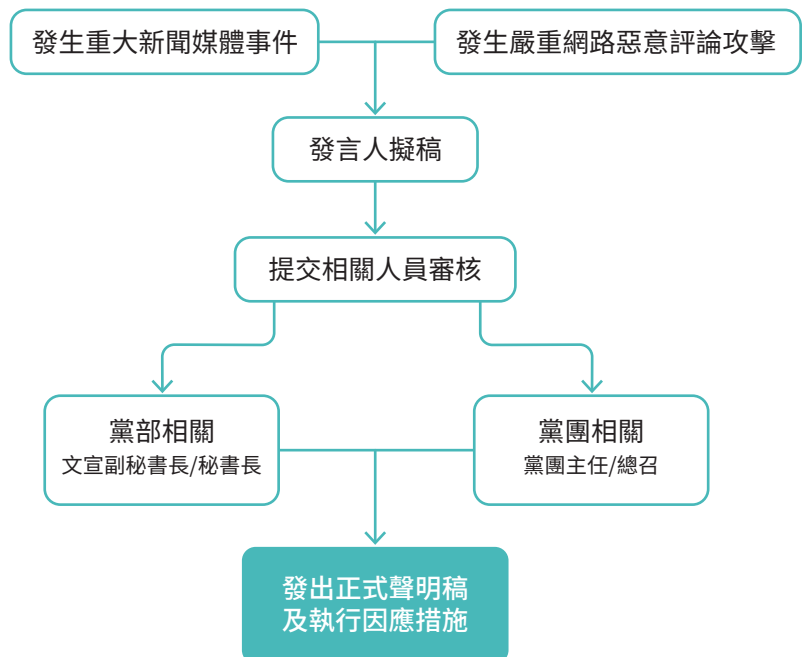 發生重大新聞媒體事件
發生嚴重網路惡意評論攻擊
發言人擬稿
提交相關人員審核
黨部相關
文宣副秘書長/秘書長
黨團相關
黨團主任/總召
發出正式聲明稿
及執行因應措施